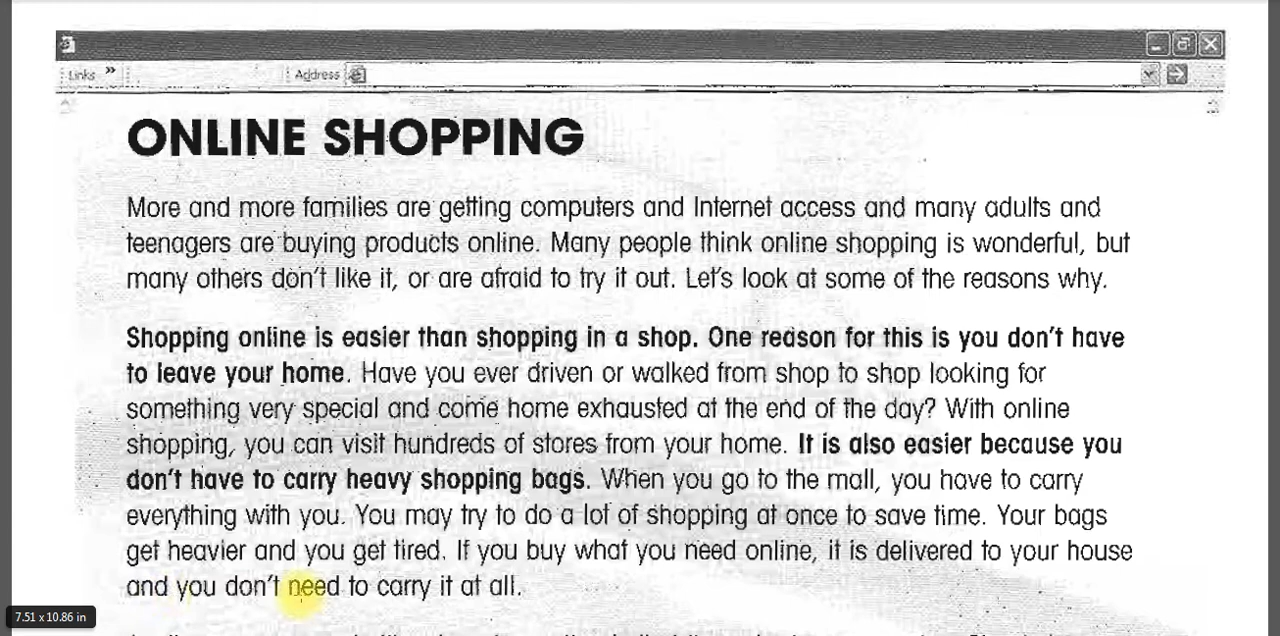 Links »
Address
ONLINE SHOPPING
More and more families are getting computers and Internet access and many adults and
teenagers are buying products online. Many people think online shopping is wonderful, but
many others don't like it, or are afraid to try it out. Let's look at some of the reasons why.
Shopping online is easier than shopping in a shop. One reason for this is you don't have
to leave your home. Have you ever driven or walked from shop to shop looking for
something very special and come home exhausted at the end of the day? With online
shopping, you can visit hundreds of stores from your home. It is also easier because you
don't have to carry heavy shopping bags. When you go to the mall, you have to carry
everything with you. You may try to do a lot of shopping at once to save time. Your bags
get heavier and you get tired. If you buy what you need online, it is delivered to your house
and you don't need to carry it at all.
7.51 x 10.86 in